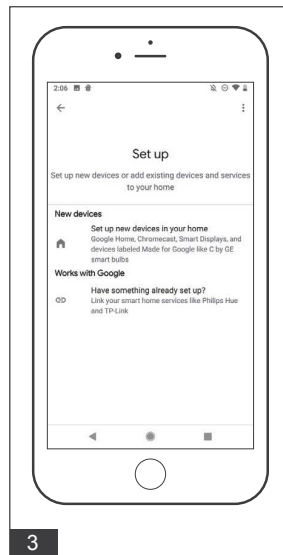 2:06
Set up
Set up new devices or add existing devices and services
to your home
New devices
Set up new devices in your home
Google Home, Chromecast, Smart Displays, and
devices labeled Made for Google like C by GE
smart bulbs
Works with Google
Have something already set up?
Link your smart home services like Philips Hue
and TP-Link
3